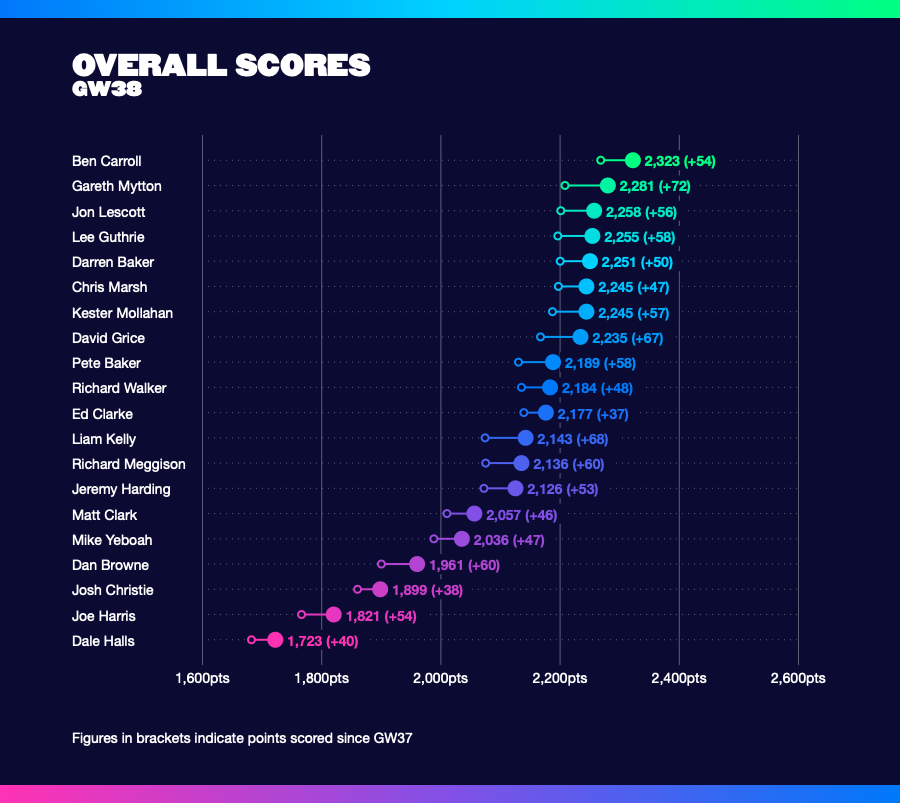 OVERALL SCORES
GW38
Ben Carroll 2,323 (+54)
Gareth Mytton 2,281 (+72)
Jon Lescott 2,258 (+56)
Lee Guthrie 2,255 (+58)
Darren Baker 2,251 (+50)
Chris Marsh 2,245 (+47)
Kester Mollahan 2,245 (+57)
David Grice 2,235 (+67)
Pete Baker 2,189 (+58)
Richard Walker 2,184 (+48)
Ed Clarke 2,177 (+37)
Liam Kelly 2,143 (+68)
Richard Meggison 2,136 (+60)
Jeremy Harding 2,126 (+53)
Matt Clark 2,057 (+46)
Mike Yeboah 2,036 (+47)
Dan Browne 1,961 (+60)
Josh Christie 1,899 (+38)
Joe Harris 1,821 (+54)
Dale Halls 1,723 (+40)
1,600pts 1,800pts 2,000pts 2,200pts 2,400pts 2,600pts
Figures in brackets indicate points scored since GW37